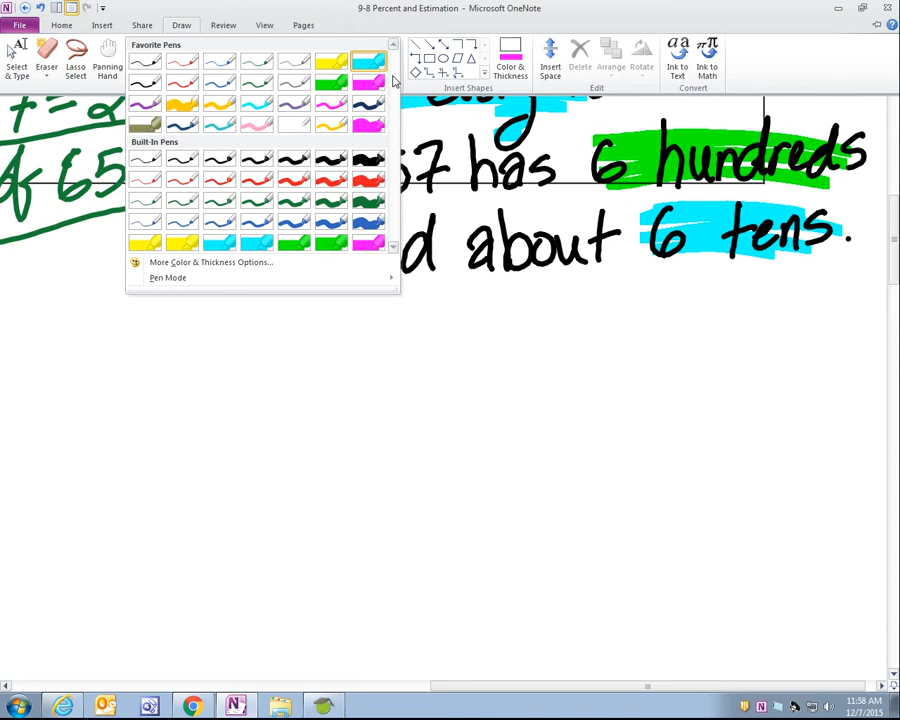 9-8 Percent and Estimation - Microsoft OneNote
File Home Insert Share Draw Review View Pages
Select & Type
Eraser
Lasso Select
Panning Hand
Favorite Pens
Built-In Pens
More Color & Thickness Options...
Pen Mode
Color & Thickness
Insert Shapes
Insert Space
Delete
Arrange
Rotate
Edit
Ink to Text
Ink to Math
Convert
of 65
57 has 6 hundreds
d about 6 tens.
11:58 AM
12/7/2015